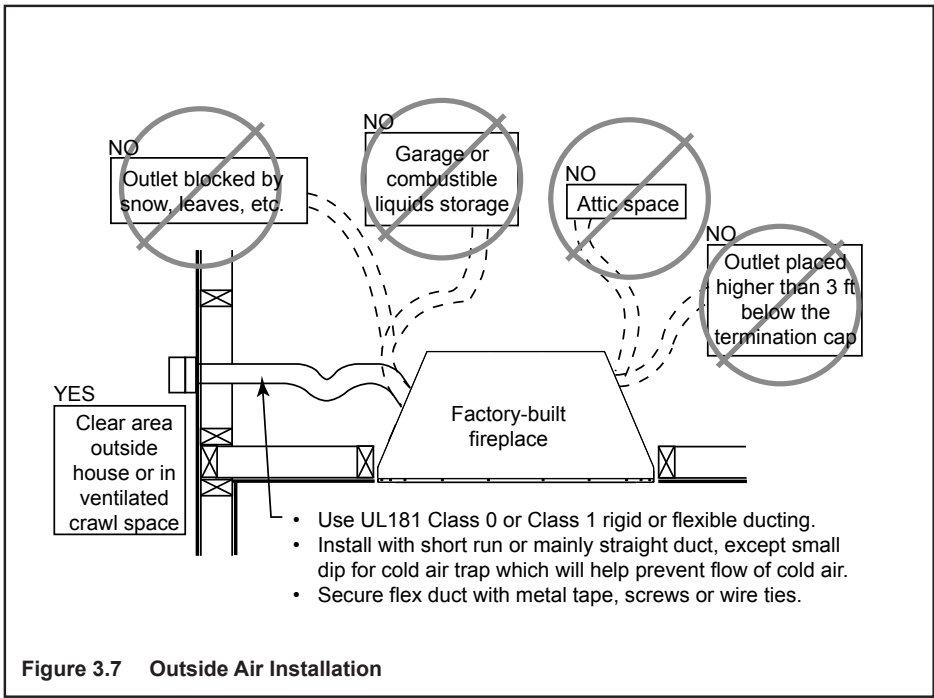 NO
Outlet blocked by
snow, leaves, etc.
NO
Garage or
combustible
liquids storage
NO
Attic space
NO
Outlet placed
higher than 3 ft
below the
termination cap
YES
Clear area
outside
house or in
ventilated
crawl space
Factory-built
fireplace
• Use UL181 Class 0 or Class 1 rigid or flexible ducting.
• Install with short run or mainly straight duct, except small
dip for cold air trap which will help prevent flow of cold air.
• Secure flex duct with metal tape, screws or wire ties.
Figure 3.7 Outside Air Installation